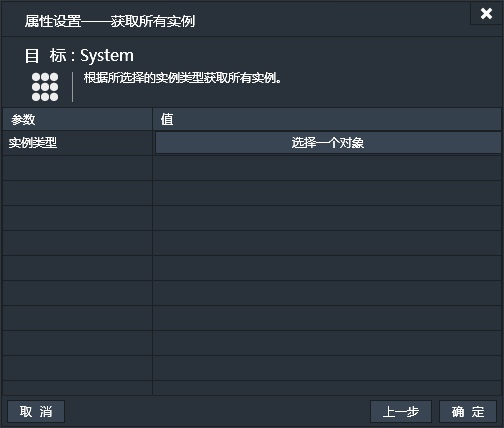 属性设置——获取所有实例
目 标 : System
根据所选择的实例类型获取所有实例。
参数 值
实例类型 选择一个对象
取 消 上一步 确 定